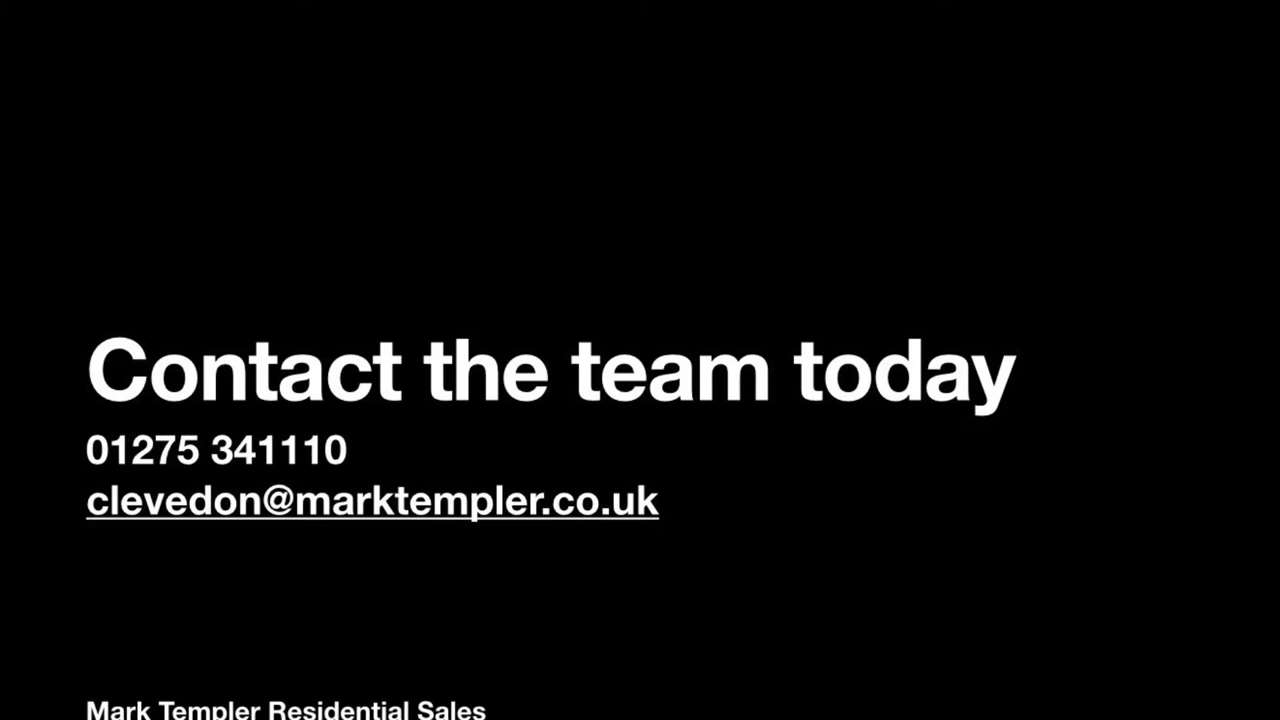 Contact the team today
01275 341110
clevedon@marktempler.co.uk
Mark Templer Residential Sales